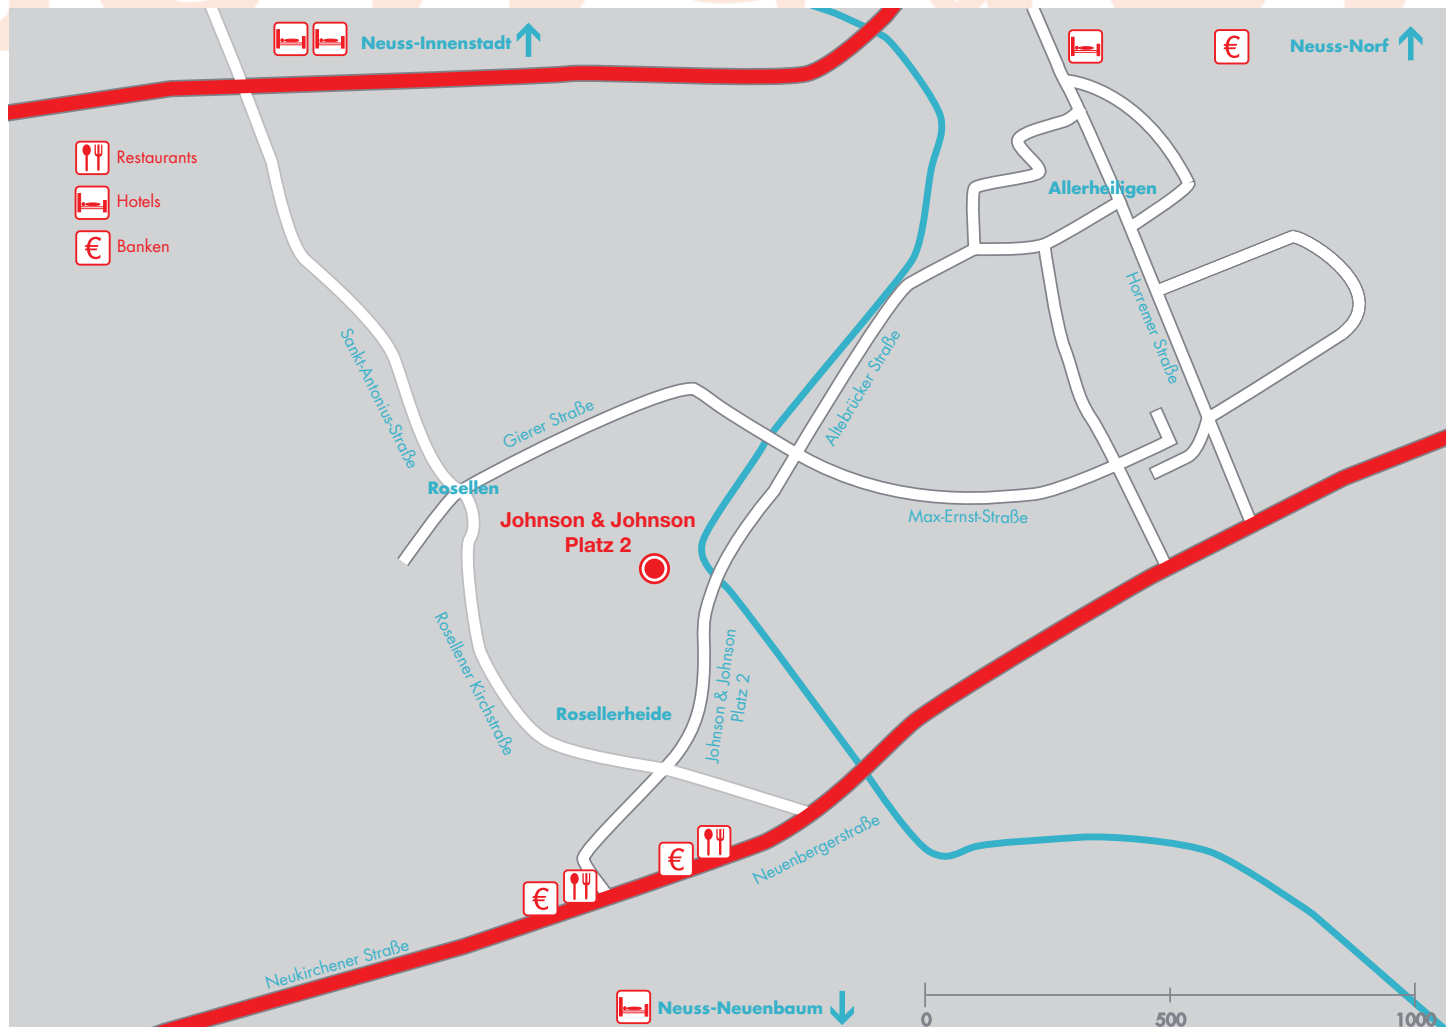 Neuss-Innenstadt
Neuss-Norf
€
Restaurants
Hotels
€ Banken
Allerheiligen
Horremer Straße
Sankt-Antonius-Straße
Altebrücker Straße
Gierer Straße
Rosellen
Johnson & Johnson
Platz 2
Max-Ernst-Straße
Rosellener Kirchstraße
Johnson & Johnson
Platz 2
Rosellerheide
Neuenbergerstraße
€
€
Neukirchener Straße
Neuss-Neuenbaum
0 500 1000